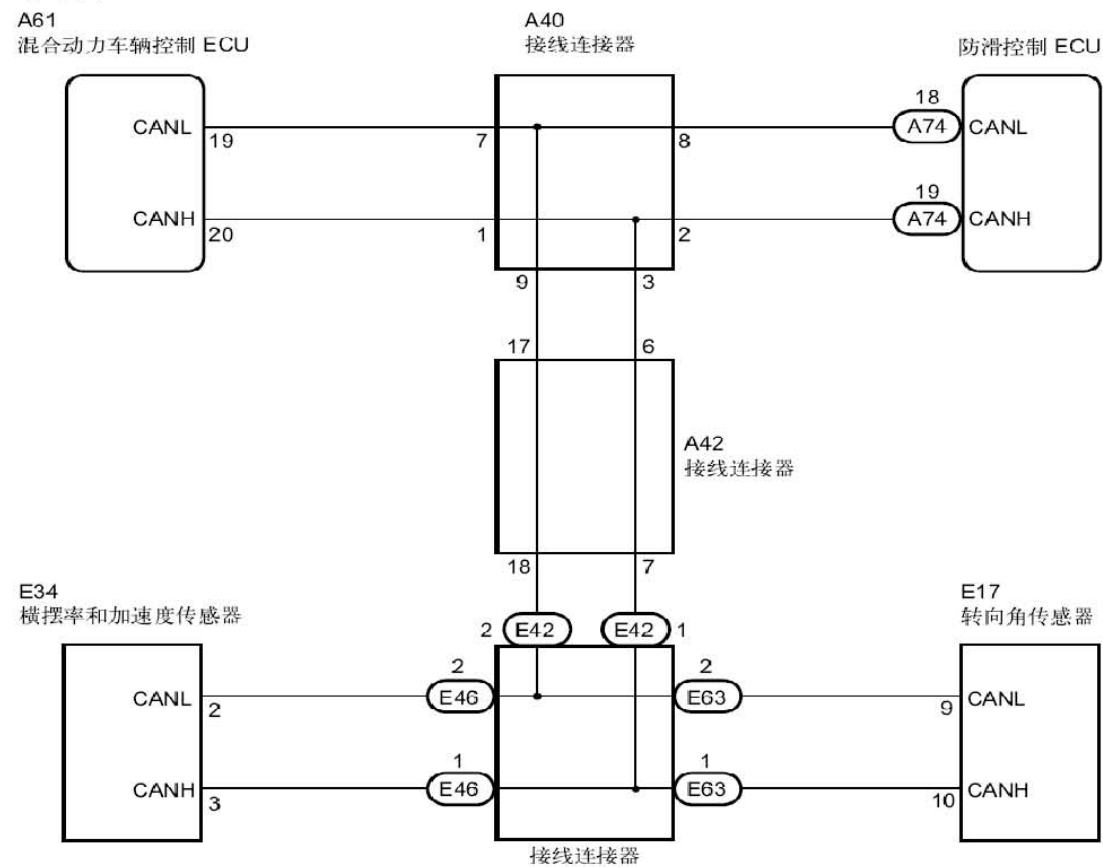 A61
混合动力车辆控制 ECU
A40
接线连接器
防滑控制 ECU
CANL
19
7
8
18
A74
CANL
CANH
20
1
2
19
A74
CANH
9
3
17
6
A42
接线连接器
18
7
E34
横摆率和加速度传感器
E17
转向角传感器
2
E42
E42
1
CANL
2
2
E46
2
E63
9
CANL
CANH
3
1
E46
1
E63
10
CANH
接线连接器